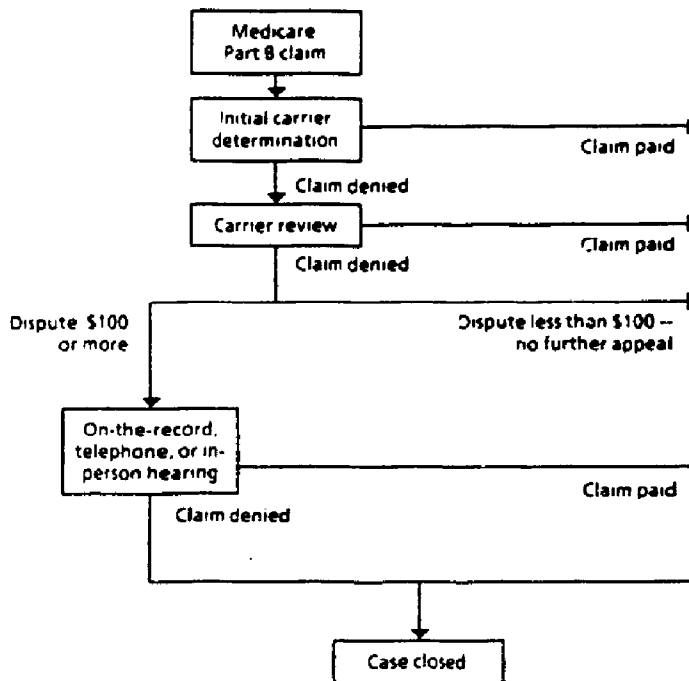 Medicare
Part B claim
Initial carrier
determination
Claim paid
Claim denied
Carrier review
Claim paid
Claim denied
Dispute $100
or more
Dispute less than $100 --
no further appeal
On-the-record,
telephone, or in-
person hearing
Claim paid
Claim denied
Case closed